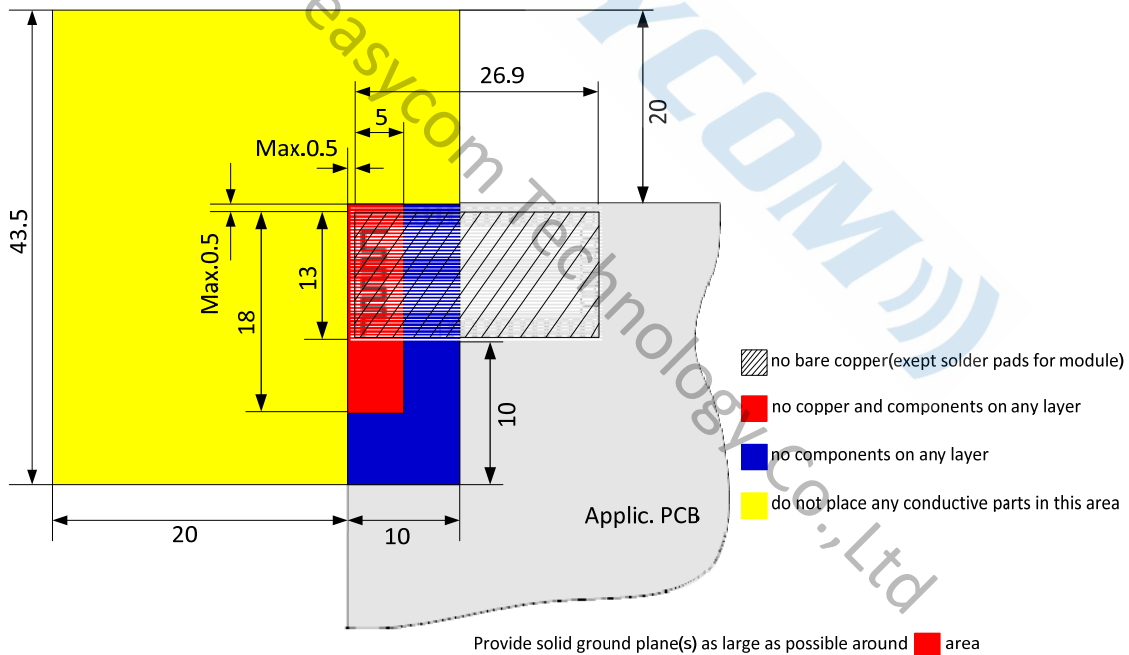 26.9
20
5
Max.0.5
43.5
Max.0.5
13
18
10
20
10
Applic. PCB
no bare copper(exept solder pads for module)
no copper and components on any layer
no components on any layer
do not place any conductive parts in this area
Provide solid ground plane(s) as large as possible around area
easycom Technology Co.,Ltd
YCOM